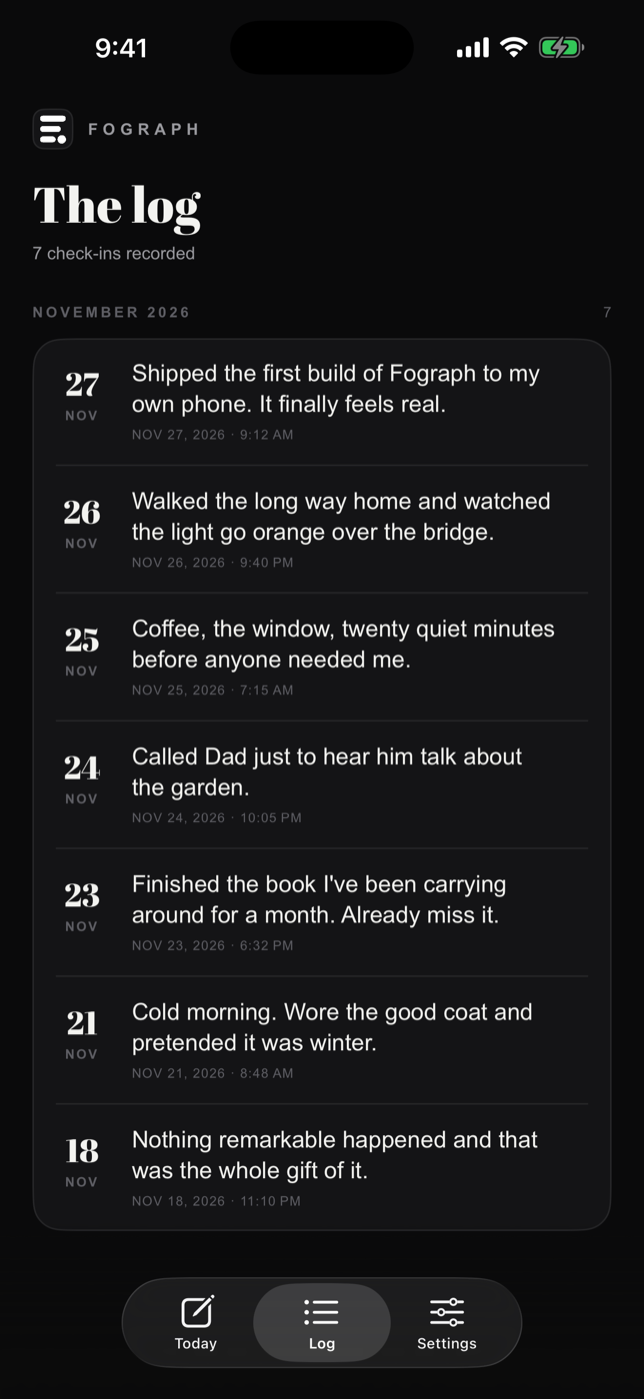 9:41
FOGRAPH
The log
7 check-ins recorded
NOVEMBER 2026
7
27
NOV
Shipped the first build of Fograph to my
own phone. It finally feels real.
NOV 27, 2026 · 9:12 AM
26
NOV
Walked the long way home and watched
the light go orange over the bridge.
NOV 26, 2026 · 9:40 PM
25
NOV
Coffee, the window, twenty quiet minutes
before anyone needed me.
NOV 25, 2026 · 7:15 AM
24
NOV
Called Dad just to hear him talk about
the garden.
NOV 24, 2026 · 10:05 PM
23
NOV
Finished the book I've been carrying
around for a month. Already miss it.
NOV 23, 2026 · 6:32 PM
21
NOV
Cold morning. Wore the good coat and
pretended it was winter.
NOV 21, 2026 · 8:48 AM
18
NOV
Nothing remarkable happened and that
was the whole gift of it.
NOV 18, 2026 · 11:10 PM
Today
Log
Settings